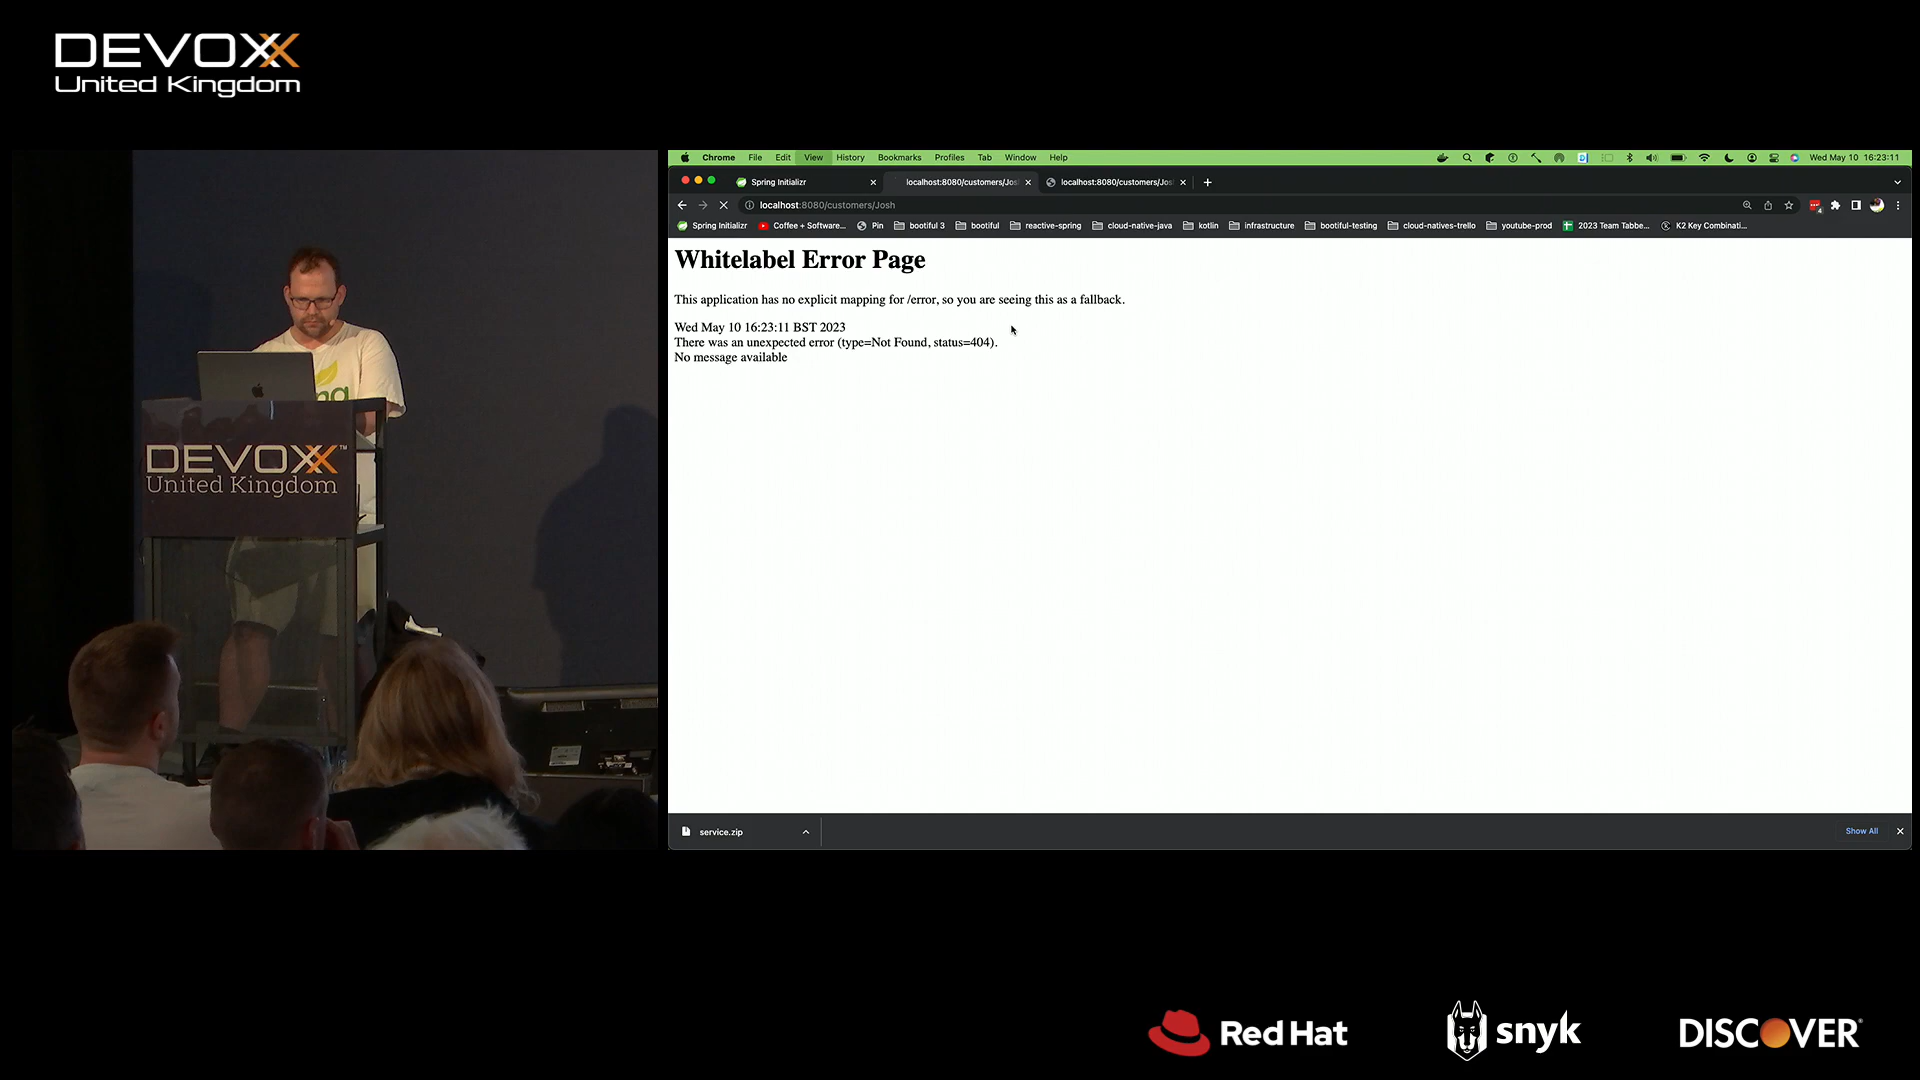 DEVOXX
United Kingdom
Chrome File Edit View History Bookmarks Profiles Tab Window Help Wed May 10 16:23:11
Spring Initializr localhost:8080/customers/Jos localhost:8080/customers/Jos
localhost:8080/customers/Josh
Spring Initializr Coffee + Software... Pin bootiful 3 bootiful reactive-spring cloud-native-java kotlin infrastructure bootiful-testing cloud-natives-trello youtube-prod 2023 Team Tabbe... K2 Key Combinati...
Whitelabel Error Page
This application has no explicit mapping for /error, so you are seeing this as a fallback.
Wed May 10 16:23:11 BST 2023
There was an unexpected error (type=Not Found, status=404).
No message available
service.zip Show All
DEVOXX™
United Kingdom
Red Hat snyk DISCOVER